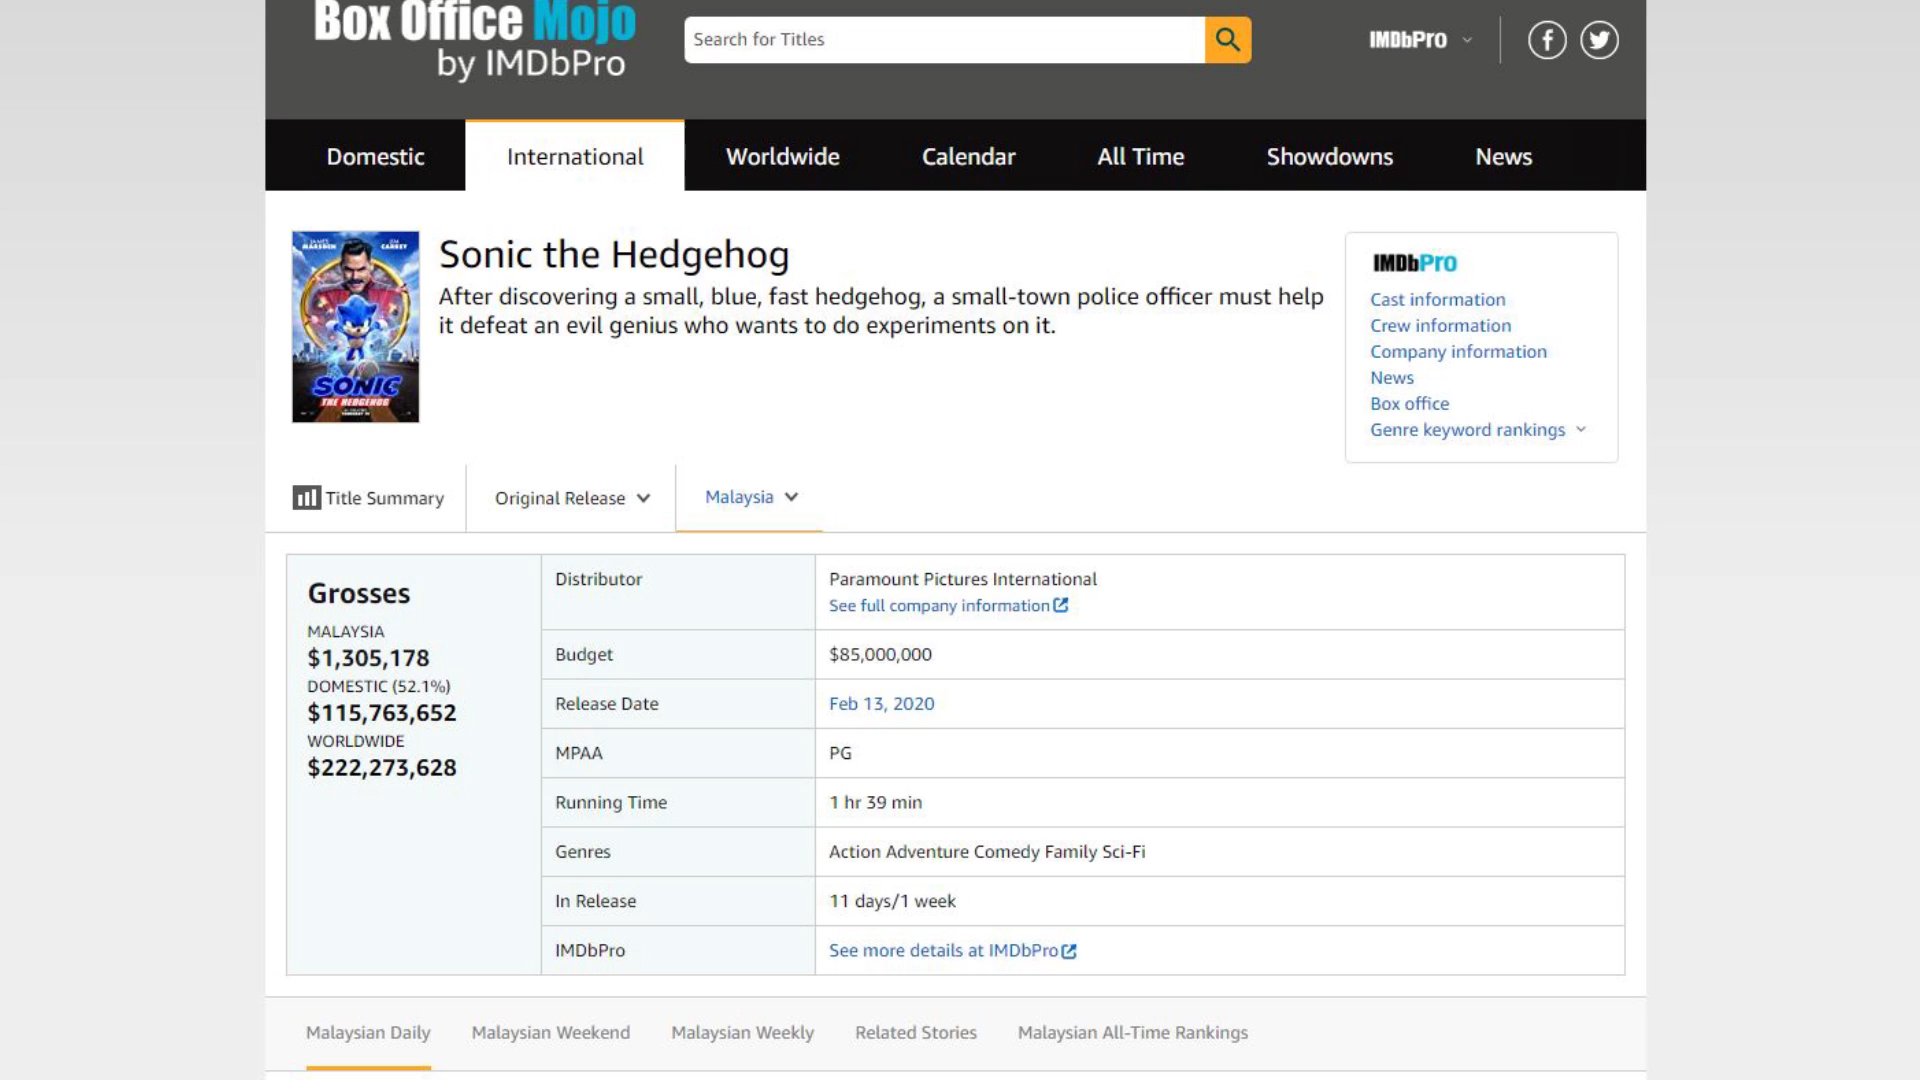 Box Office Mojo
by IMDbPro
Search for Titles
IMDbPro
Domestic
International
Worldwide
Calendar
All Time
Showdowns
News
JAMES MARSDEN
JIM CARREY
SONIC
THE HEDGEHOG
Sonic the Hedgehog
After discovering a small, blue, fast hedgehog, a small-town police officer must help
it defeat an evil genius who wants to do experiments on it.
IMDbPro
Cast information
Crew information
Company information
News
Box office
Genre keyword rankings
Title Summary
Original Release
Malaysia
Grosses
MALAYSIA
$1,305,178
DOMESTIC (52.1%)
$115,763,652
WORLDWIDE
$222,273,628
Distributor
Paramount Pictures International
See full company information
Budget
$85,000,000
Release Date
Feb 13, 2020
MPAA
PG
Running Time
1 hr 39 min
Genres
Action Adventure Comedy Family Sci-Fi
In Release
11 days/1 week
IMDbPro
See more details at IMDbPro
Malaysian Daily
Malaysian Weekend
Malaysian Weekly
Related Stories
Malaysian All-Time Rankings